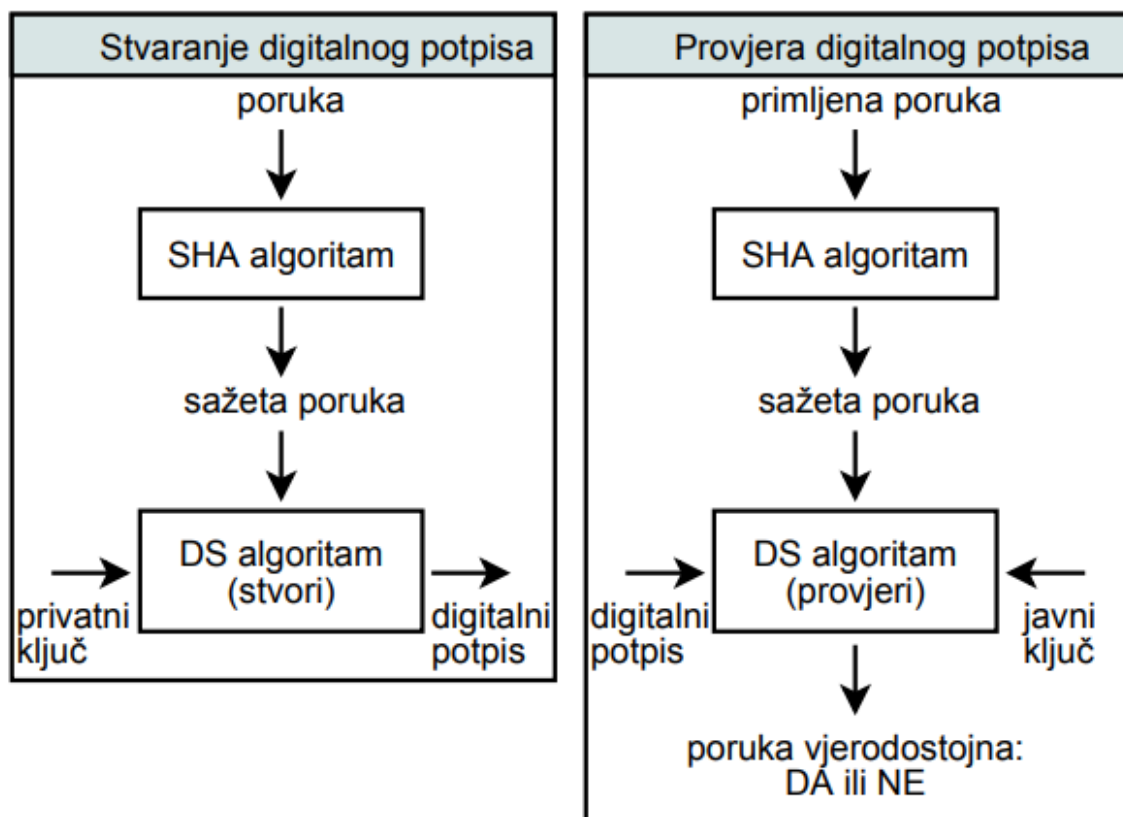 Stvaranje digitalnog potpisa
poruka
SHA algoritam
sažeta poruka
DS algoritam
(stvori)
privatni
ključ
digitalni
potpis
Provjera digitalnog potpisa
primljena poruka
SHA algoritam
sažeta poruka
DS algoritam
(provjeri)
digitalni
potpis
javni
ključ
poruka vjerodostojna:
DA ili NE